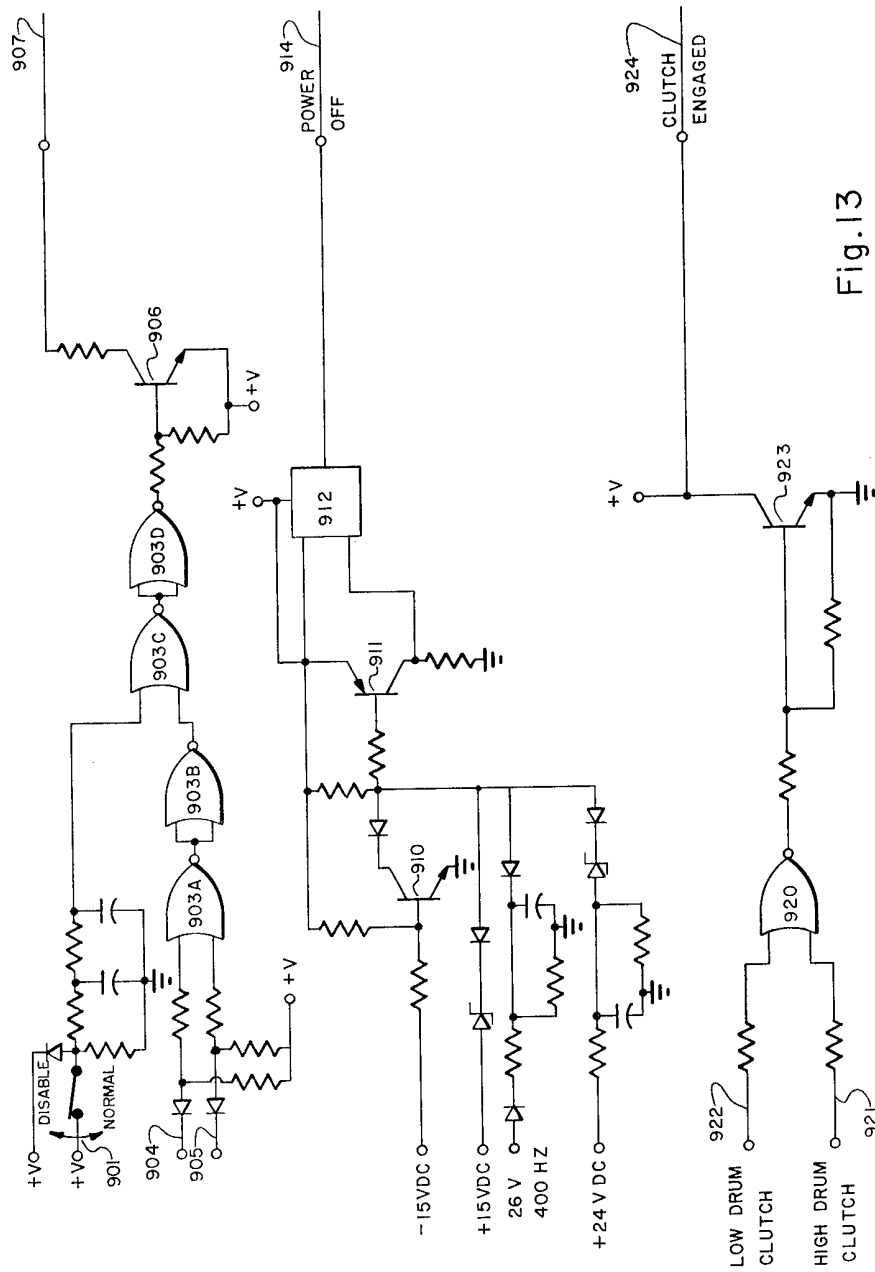 907
+V
DISABLE
+V
NORMAL
901
904
905
903A
903B
903C
903D
906
+V
+V
914
POWER
OFF
+V
912
911
910
-15VDC
+15VDC
26 V
400 HZ
+24 V DC
924
CLUTCH
ENGAGED
+V
923
920
922
LOW DRUM
CLUTCH
HIGH DRUM
CLUTCH
921
Fig.13